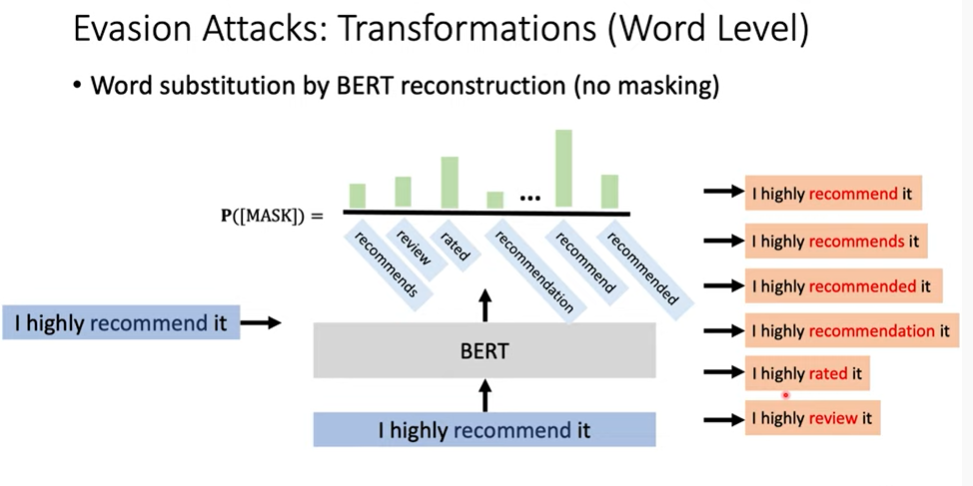 Evasion Attacks: Transformations (Word Level)
• Word substitution by BERT reconstruction (no masking)
P([MASK]) =
...
recommends
review
rated
recommendation
recommend
recommended
I highly recommend it
BERT
I highly recommend it
I highly recommend it
I highly recommends it
I highly recommended it
I highly recommendation it
I highly rated it
I highly review it